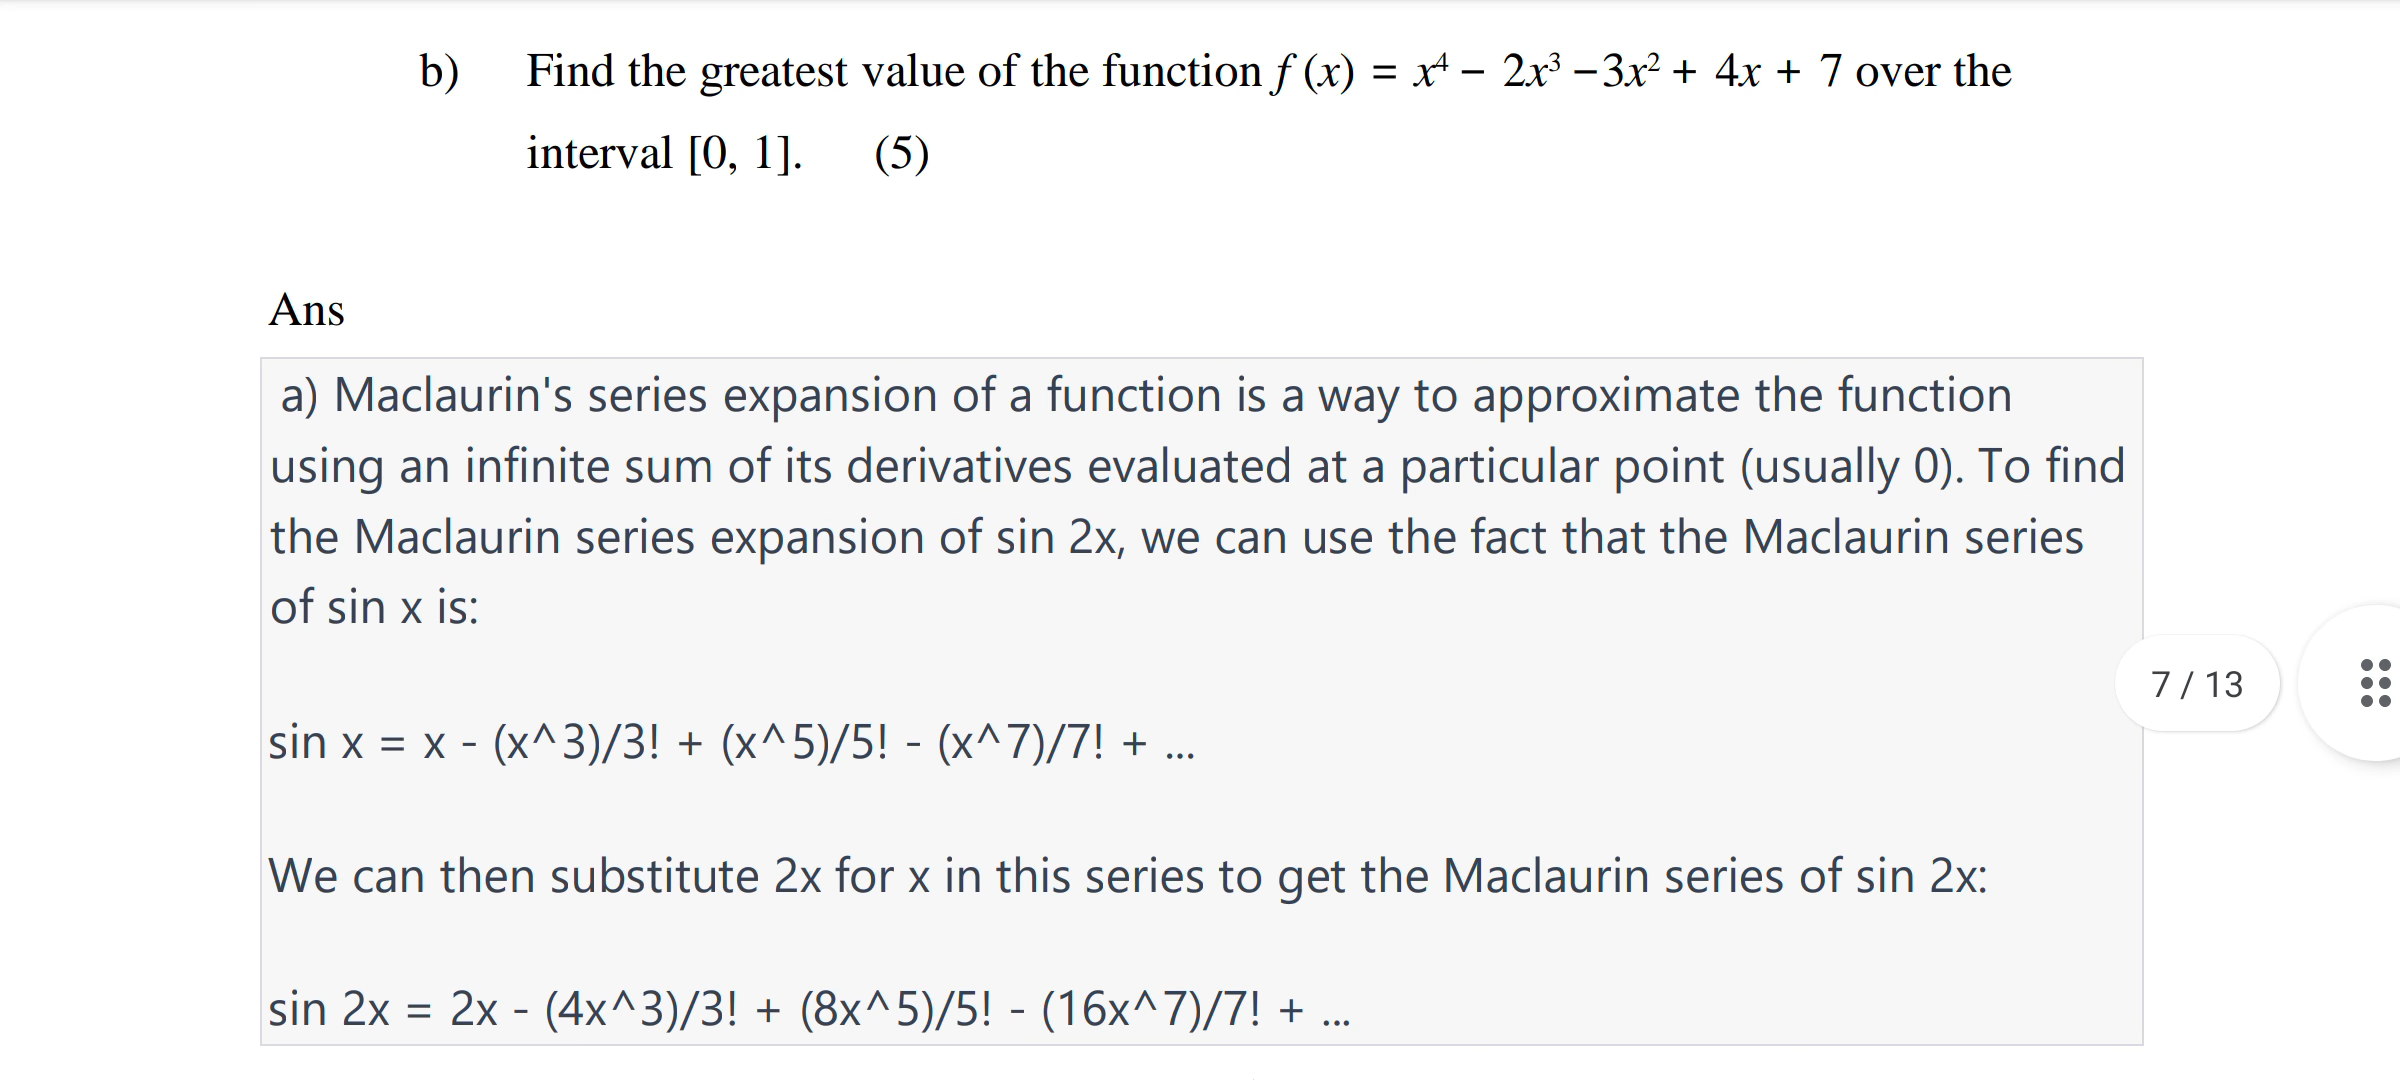 b) Find the greatest value of the function f (x) = x⁴ − 2x³ −3x² + 4x + 7 over the
interval [0, 1]. (5)
Ans
a) Maclaurin's series expansion of a function is a way to approximate the function
using an infinite sum of its derivatives evaluated at a particular point (usually 0). To find
the Maclaurin series expansion of sin 2x, we can use the fact that the Maclaurin series
of sin x is:
7 / 13
sin x = x - (x^3)/3! + (x^5)/5! - (x^7)/7! + ...
We can then substitute 2x for x in this series to get the Maclaurin series of sin 2x:
sin 2x = 2x - (4x^3)/3! + (8x^5)/5! - (16x^7)/7! + ...